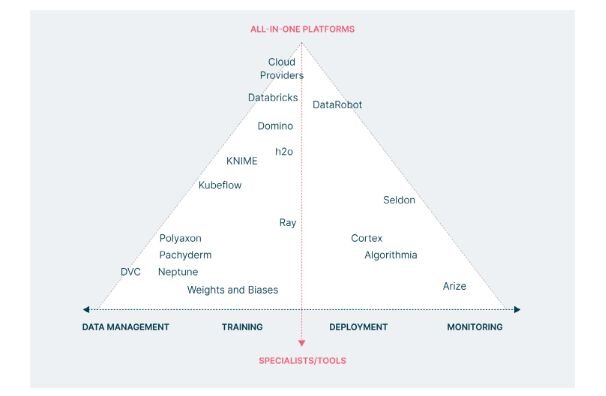 ALL-IN-ONE PLATFORMS
Cloud
Providers
Databricks
DataRobot
Domino
h2o
KNIME
Kubeflow
Seldon
Ray
Polyaxon
Cortex
Pachyderm
Algorithmia
DVC
Neptune
Weights and Biases
Arize
DATA MANAGEMENT
TRAINING
DEPLOYMENT
MONITORING
SPECIALISTS/TOOLS